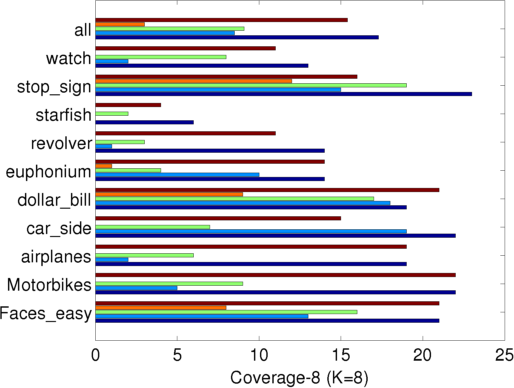 all
watch
stop_sign
starfish
revolver
euphonium
dollar_bill
car_side
airplanes
Motorbikes
Faces_easy
0 5 10 15 20 25
Coverage-8 (K=8)